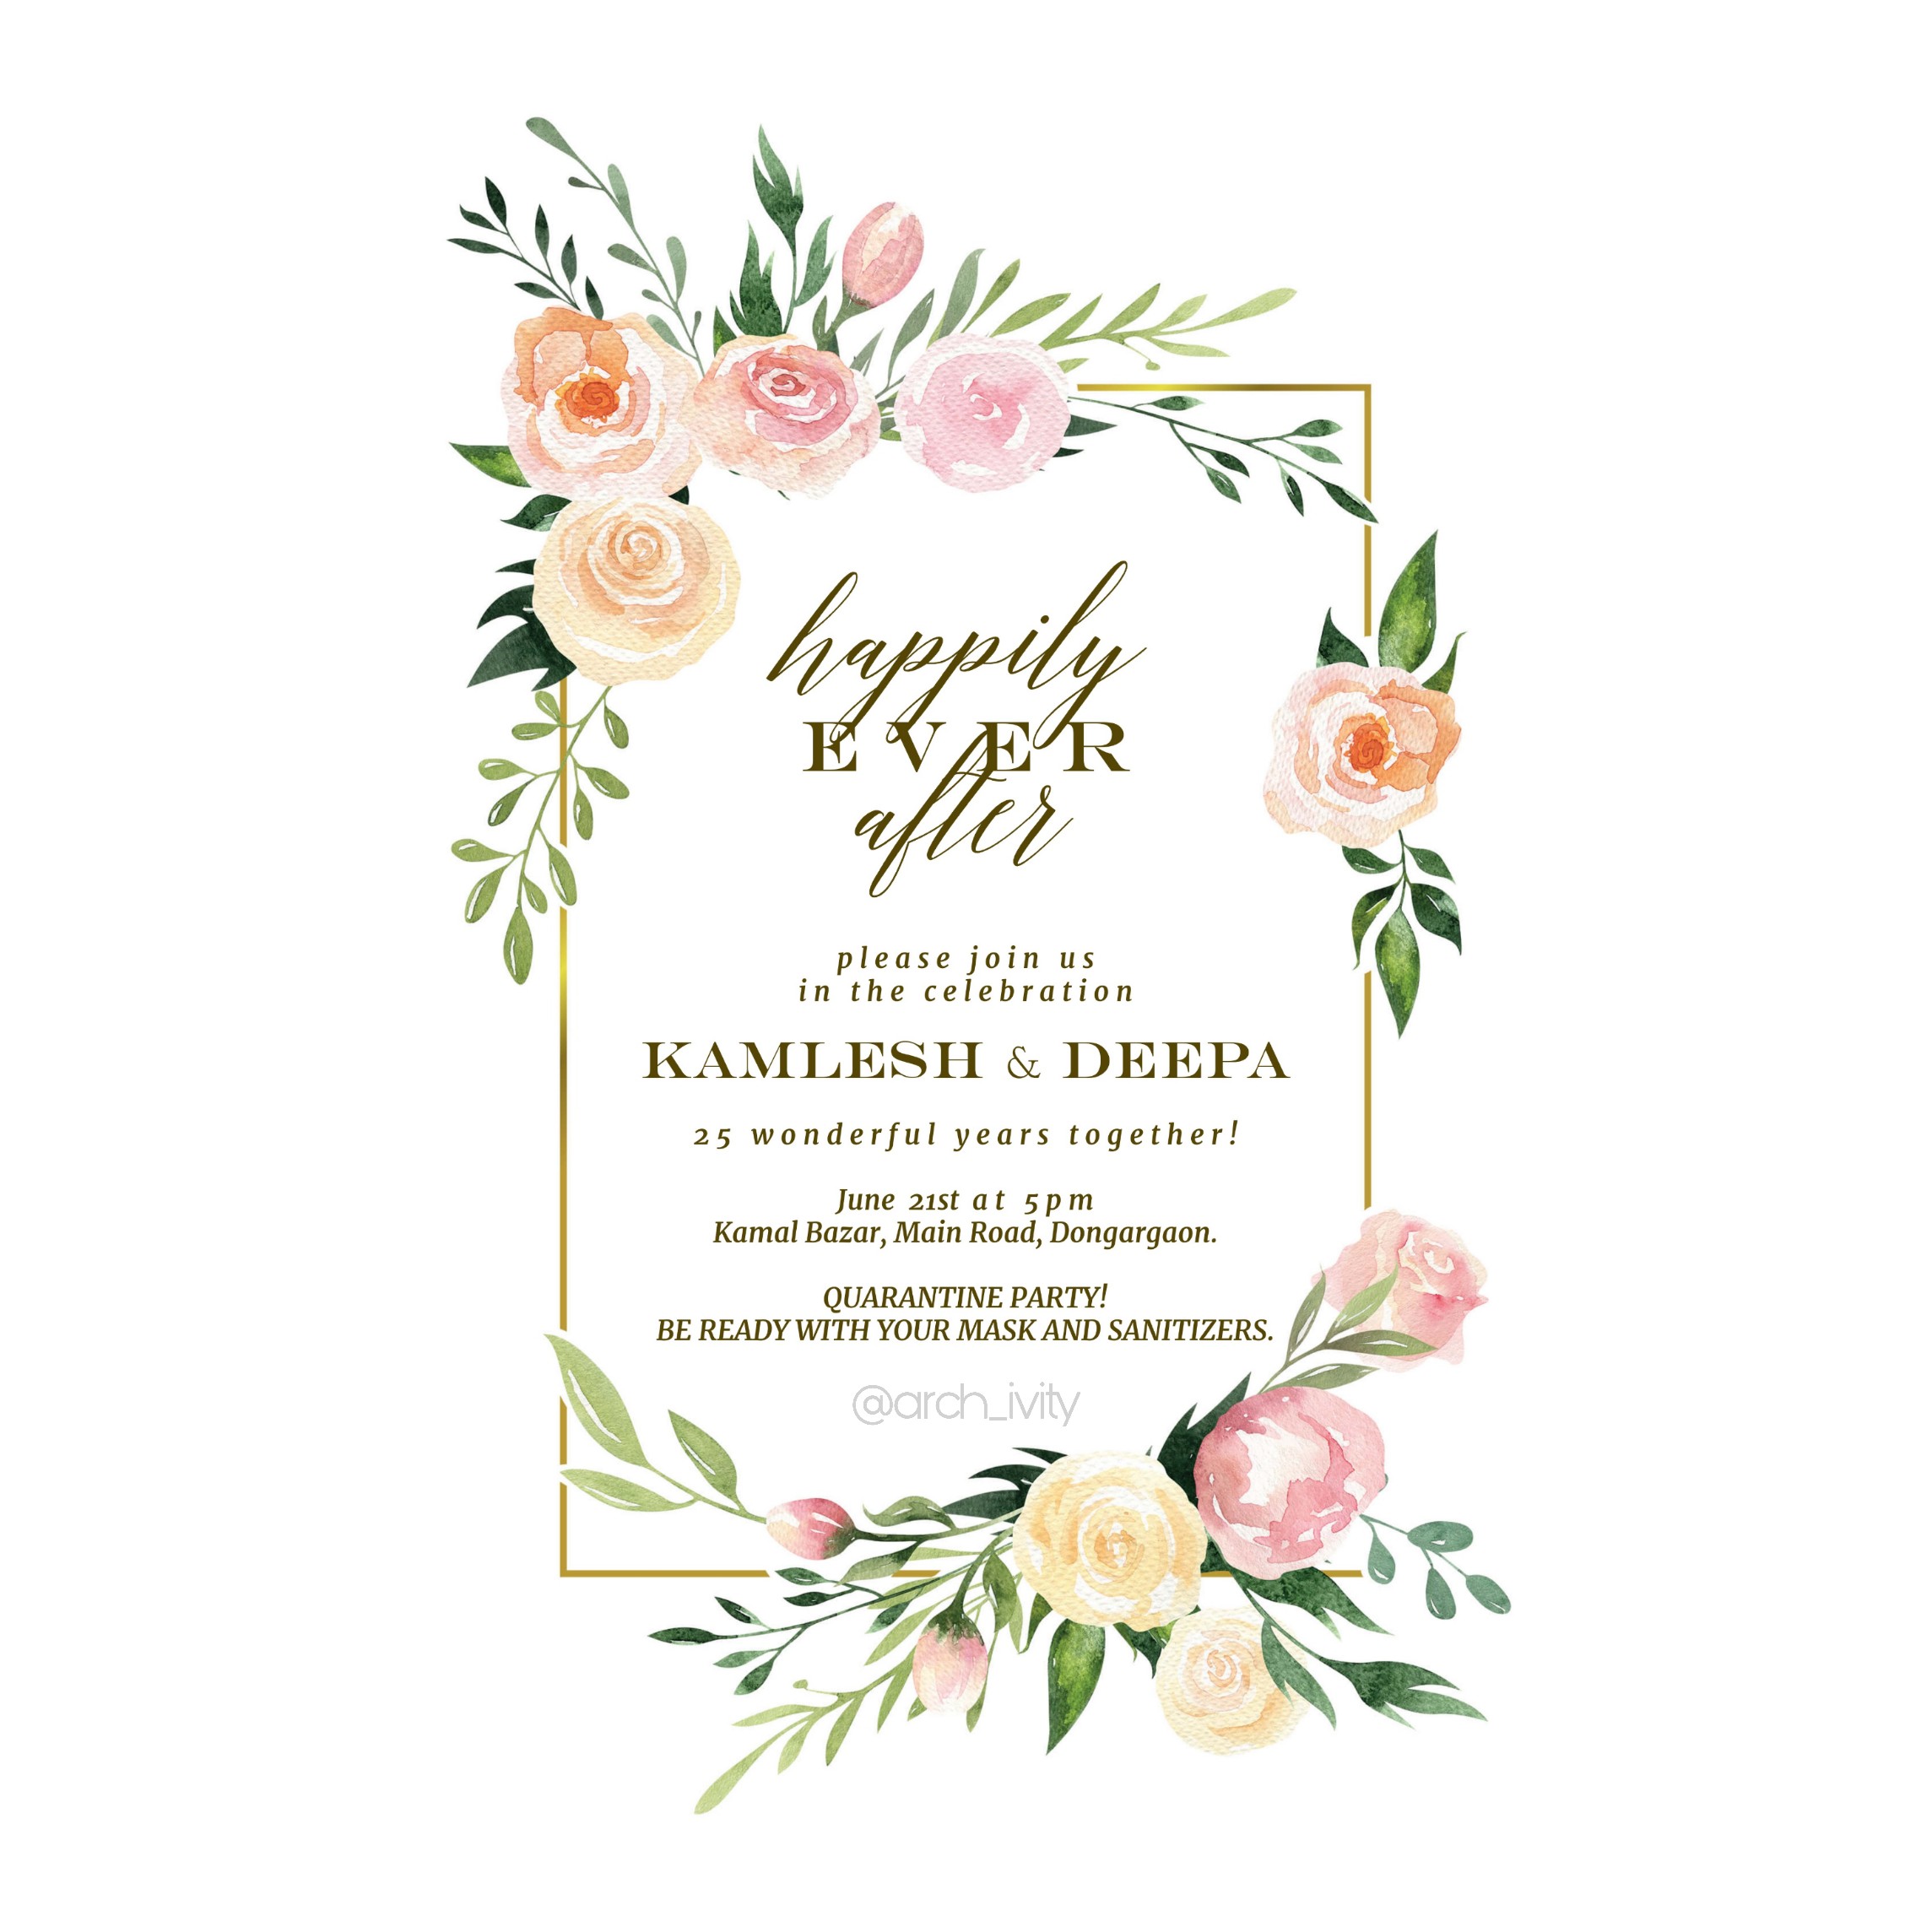 happily
EVER
after
please join us
in the celebration
KAMLESH & DEEPA
25 wonderful years together!
June 21st at 5pm
Kamal Bazar, Main Road, Dongargaon.
QUARANTINE PARTY!
BE READY WITH YOUR MASK AND SANITIZERS.
@arch_ivity